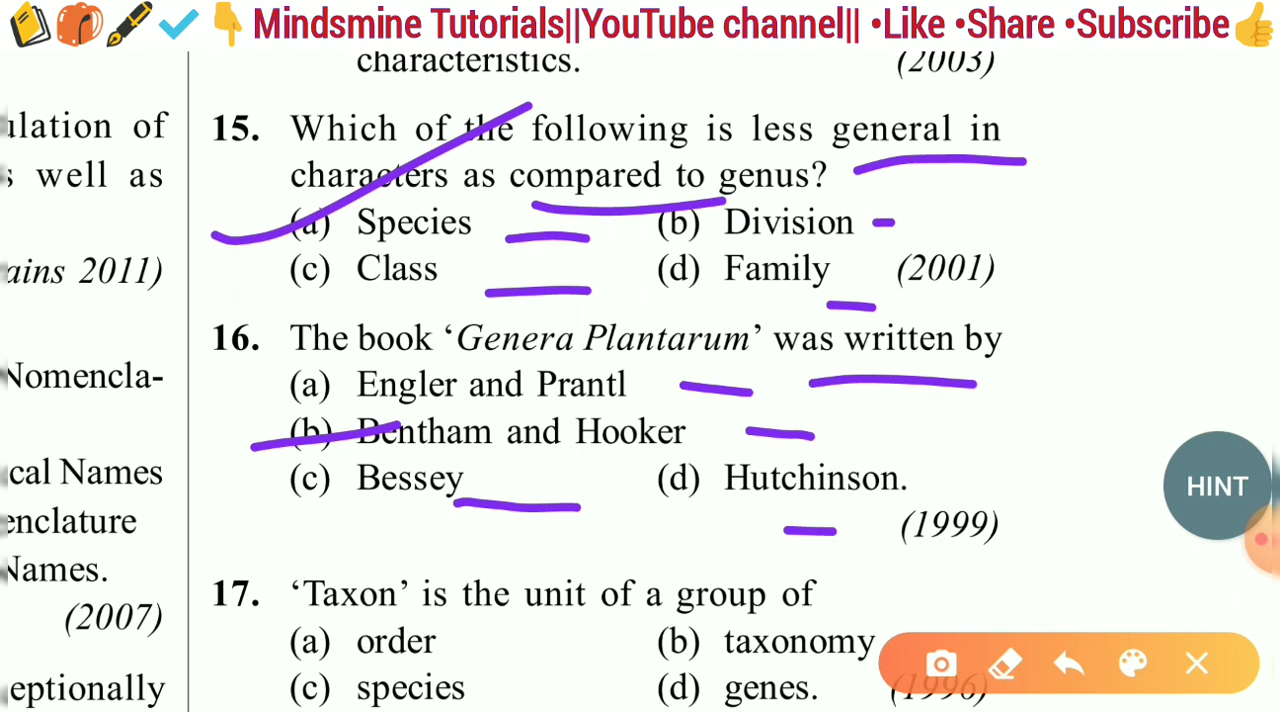 Mindsmine Tutorials||YouTube channel|| •Like •Share •Subscribe
characteristics. (2003)
ulation of
s well as
ains 2011)
Nomencla-
cal Names
enclature
Names.
(2007)
eptionally
15. Which of the following is less general in
characters as compared to genus?
(a) Species (b) Division
(c) Class (d) Family (2001)
16. The book ‘Genera Plantarum’ was written by
(a) Engler and Prantl
(b) Bentham and Hooker
(c) Bessey (d) Hutchinson.
(1999)
17. ‘Taxon’ is the unit of a group of
(a) order (b) taxonomy
(c) species (d) genes. (1996)
HINT